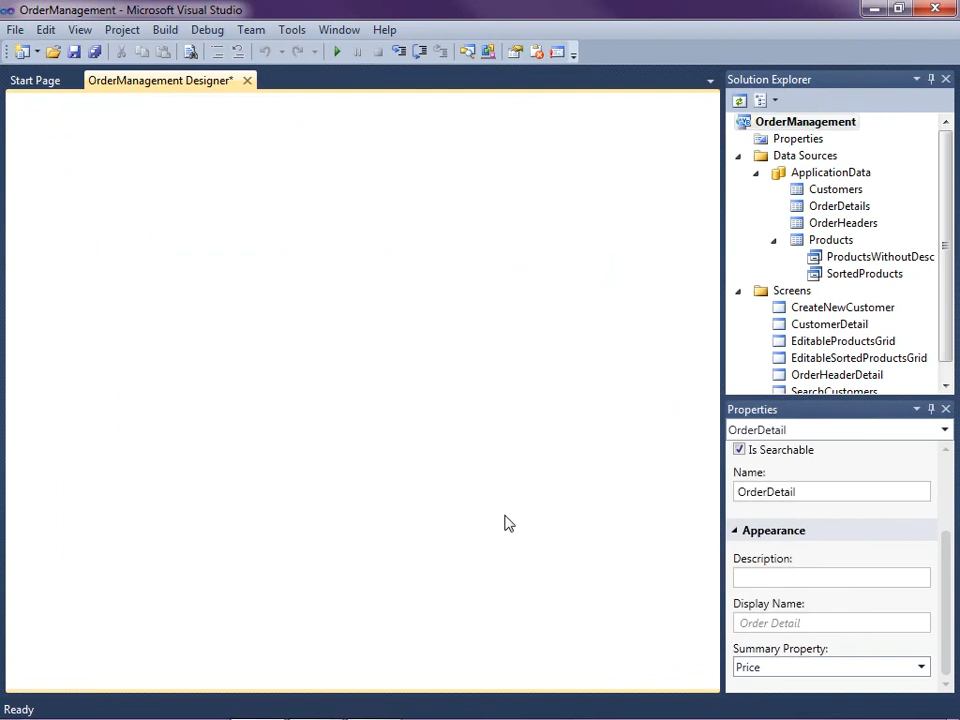 OrderManagement - Microsoft Visual Studio
File Edit View Project Build Debug Team Tools Window Help
Start Page OrderManagement Designer*
Solution Explorer
OrderManagement
Properties
Data Sources
ApplicationData
Customers
OrderDetails
OrderHeaders
Products
ProductsWithoutDesc
SortedProducts
Screens
CreateNewCustomer
CustomerDetail
EditableProductsGrid
EditableSortedProductsGrid
OrderHeaderDetail
SearchCustomers
Properties
OrderDetail
Is Searchable
Name:
OrderDetail
Appearance
Description:
Display Name:
Order Detail
Summary Property:
Price
Ready